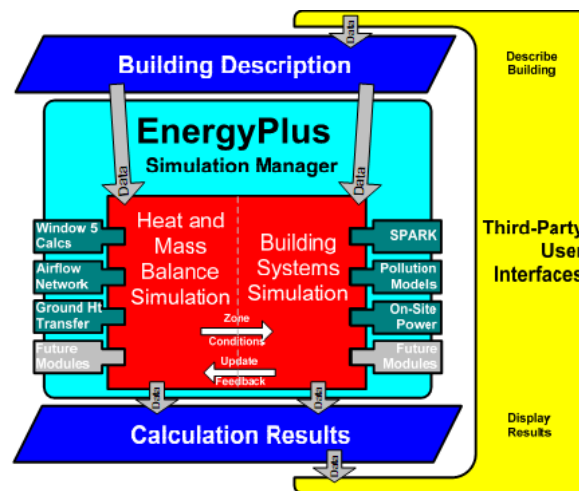 Data
Building Description
Describe
Building
EnergyPlus
Simulation Manager
Data
Data
Window 5
Calcs
Airflow
Network
Ground Ht
Transfer
Future
Modules
Heat and
Mass
Balance
Simulation
Building
Systems
Simulation
Zone
Conditions
Update
Feedback
SPARK
Pollution
Models
On-Site
Power
Future
Modules
Third-Party
User
Interfaces
Data
Data
Calculation Results
Display
Results
Data